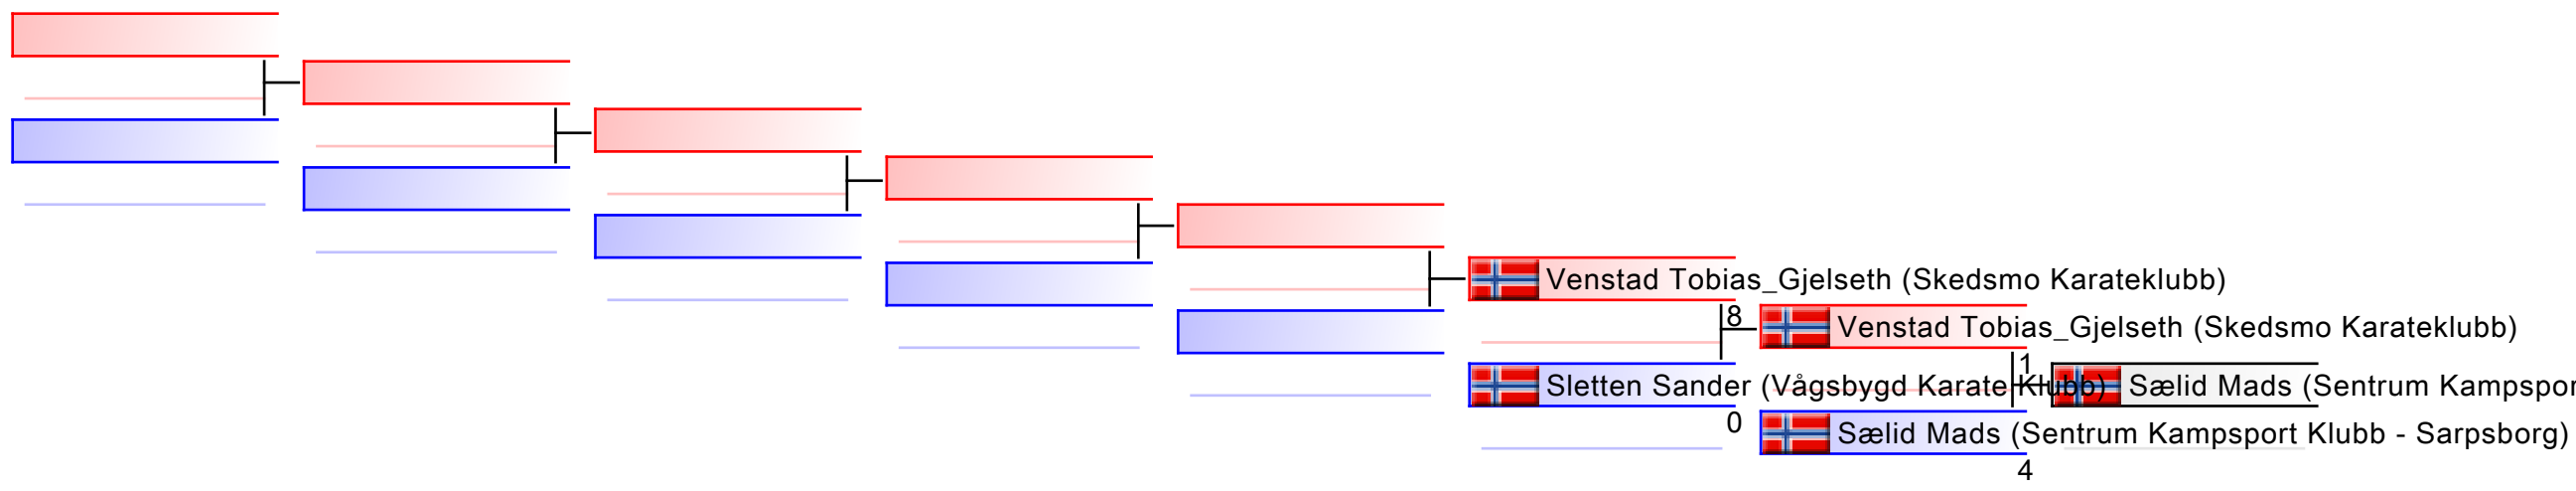 Venstad Tobias_Gjelseth (Skedsmo Karateklubb)
8
Venstad Tobias_Gjelseth (Skedsmo Karateklubb)
1
Sletten Sander (Vågsbygd Karate Klubb)
Sælid Mads (Sentrum Kampspor
0
Sælid Mads (Sentrum Kampsport Klubb - Sarpsborg)
4